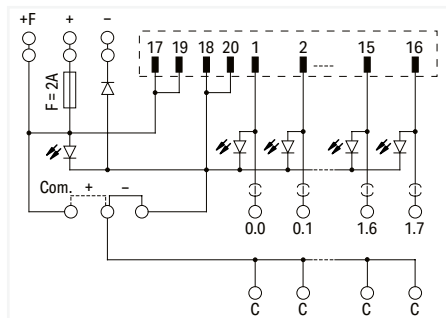 +F + −
17 19 18 20 1 2 15 16
F = 2A
Com. + −
0.0 0.1 1.6 1.7
C C C C